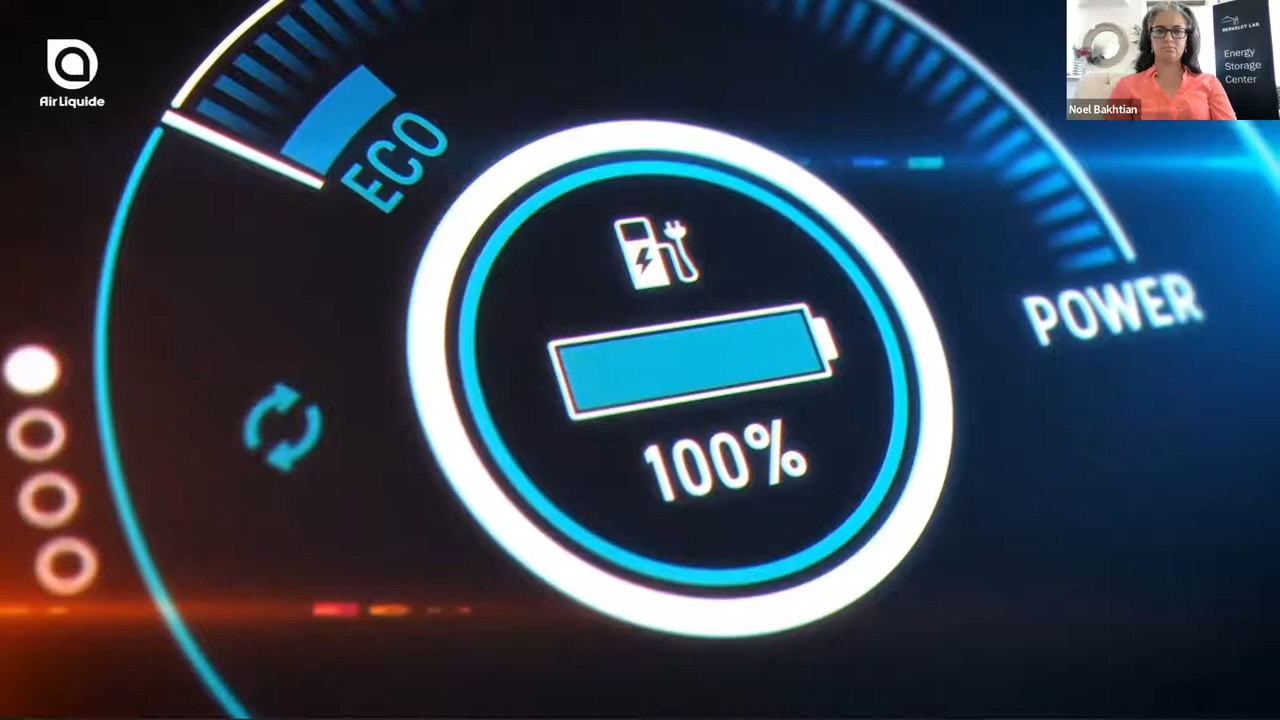 Air Liquide
BERKELEY LAB
Energy
Storage
Center
Noel Bakhtian
ECO
POWER
100%